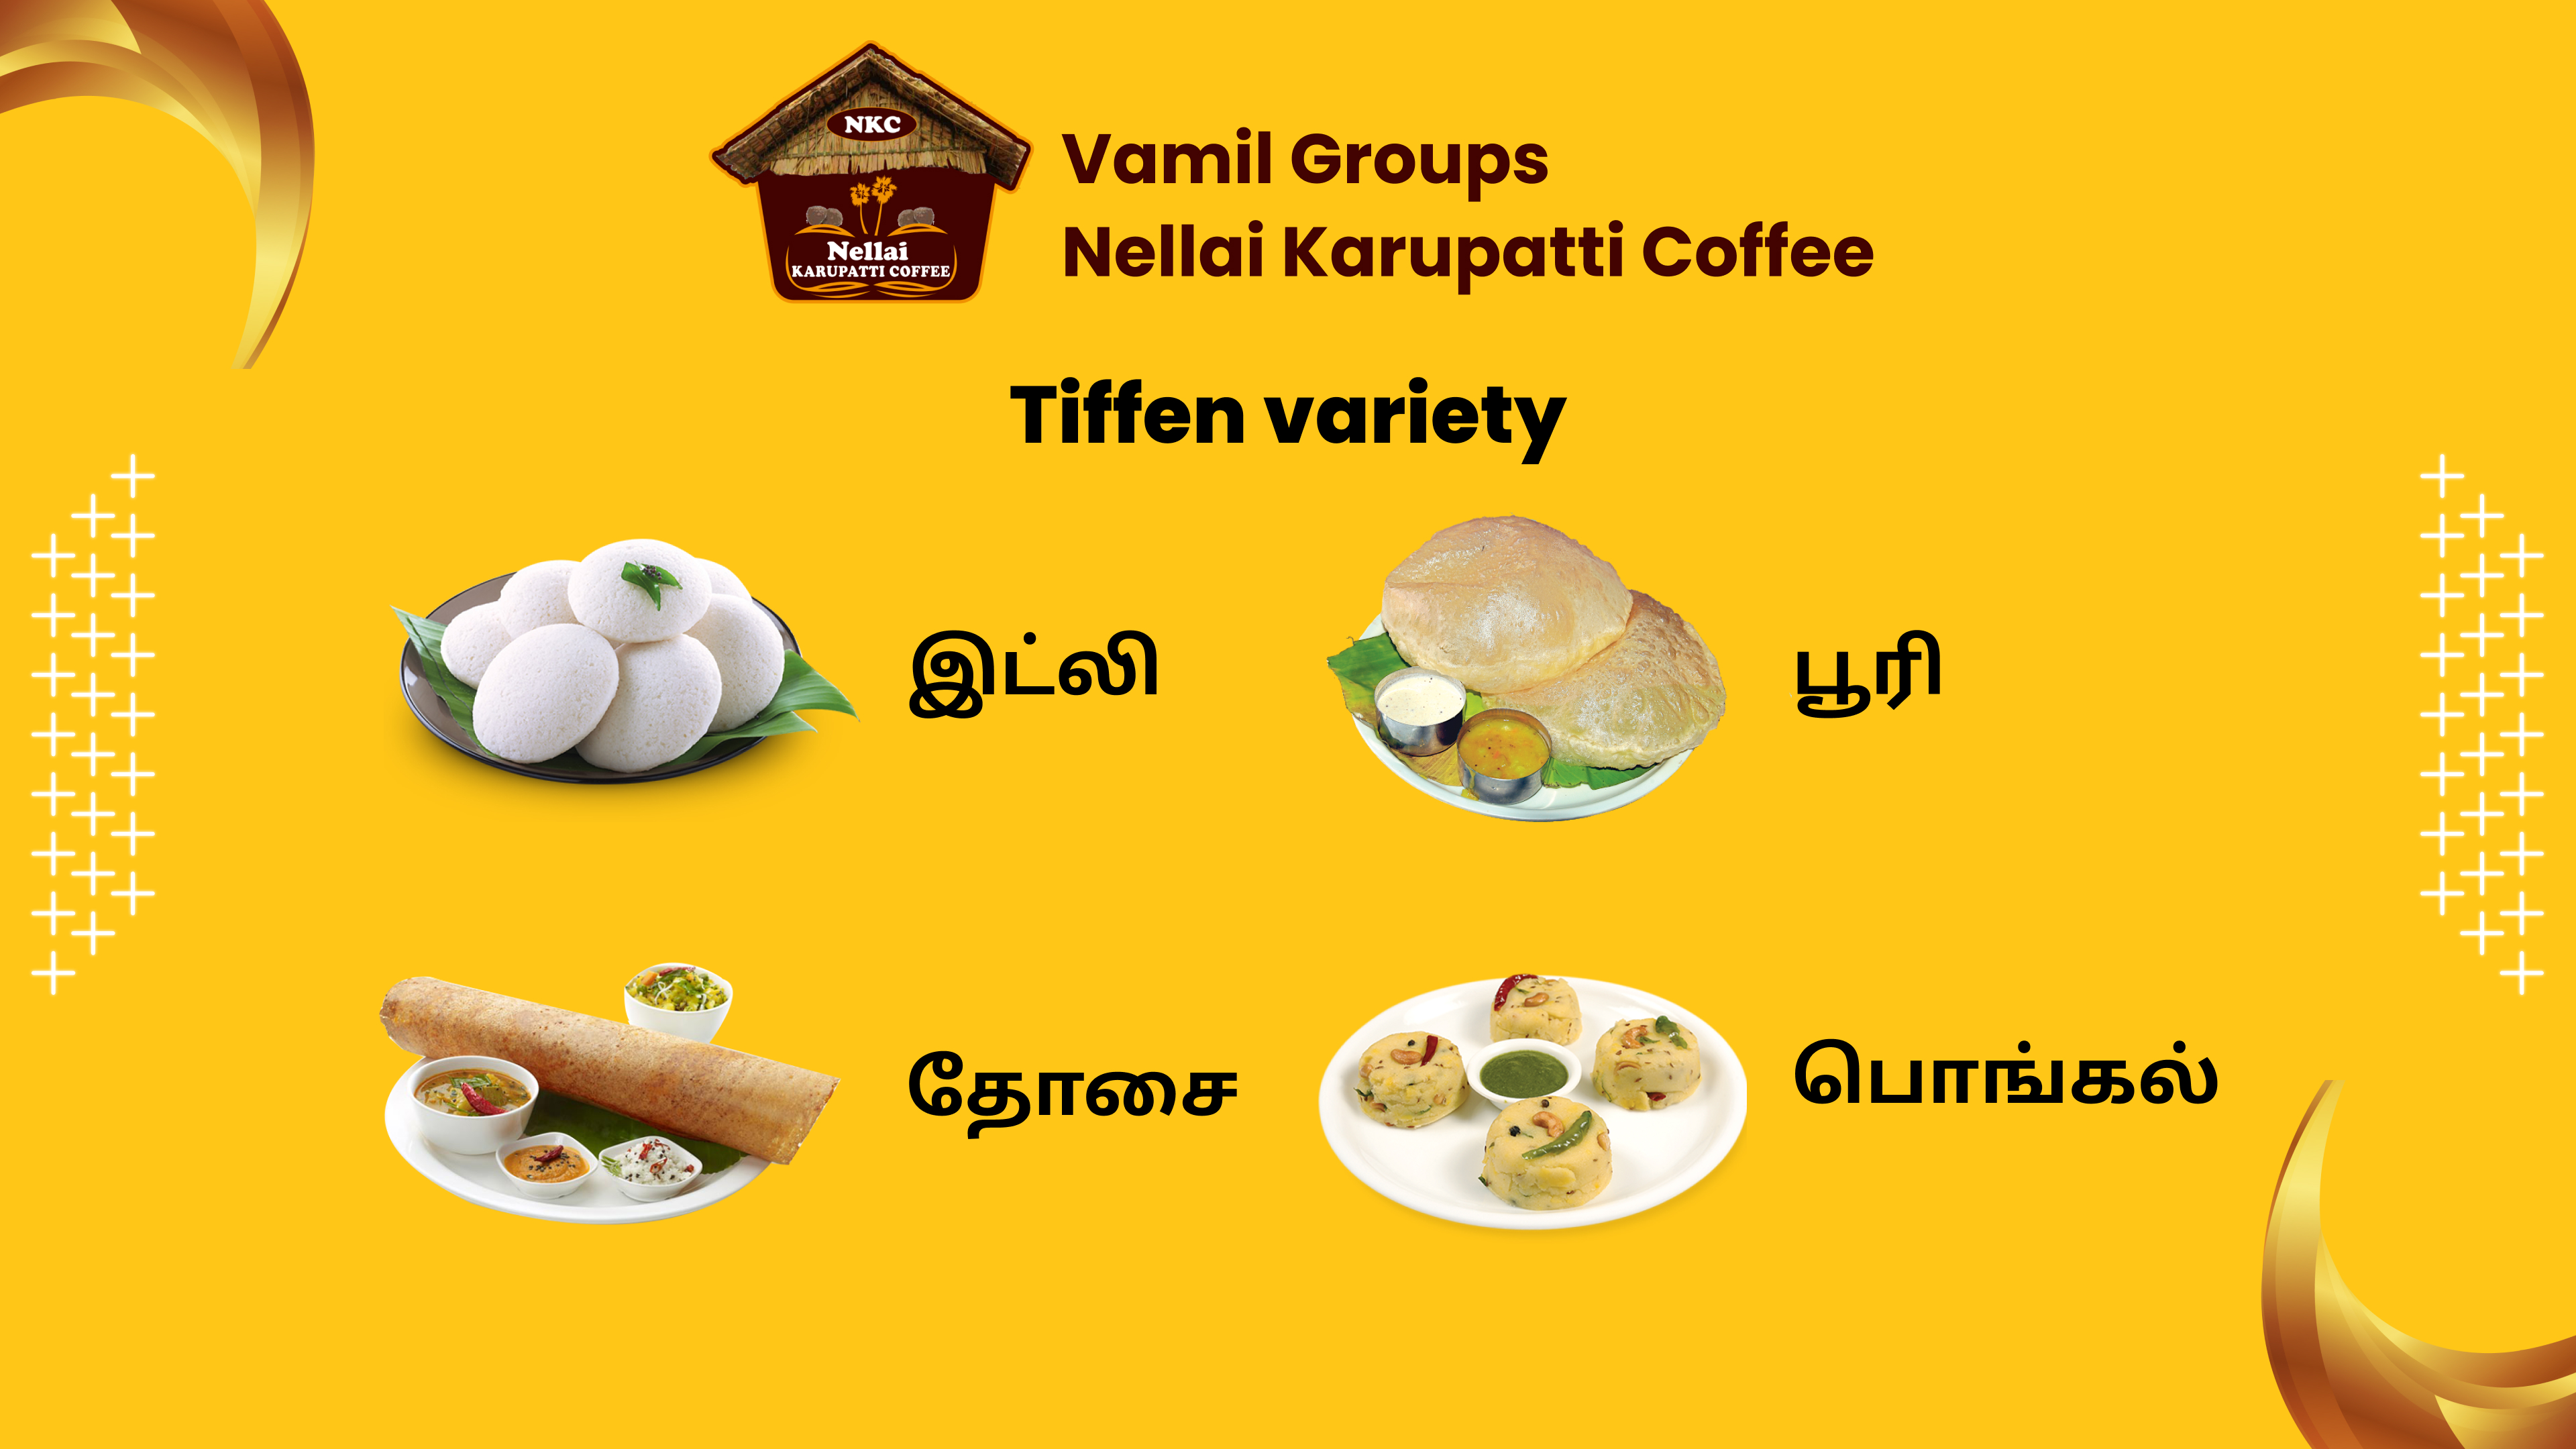 NKC
Nellai
KARUPATTI COFFEE
Vamil Groups
Nellai Karupatti Coffee
Tiffen variety
இட்லி
பூரி
தோசை
பொங்கல்